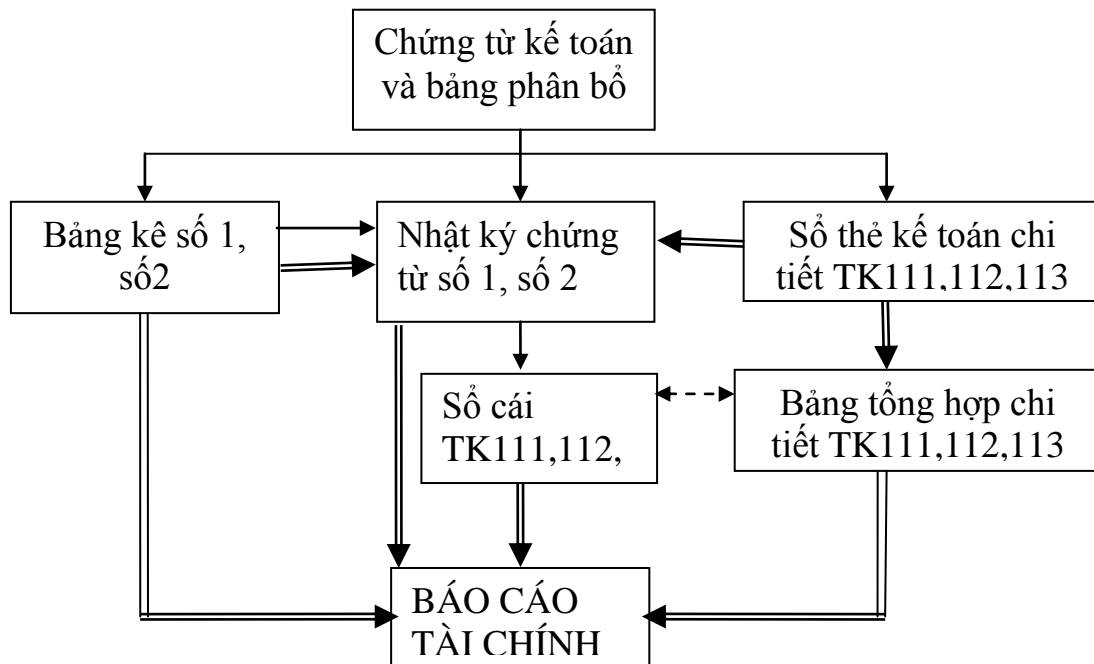 Chứng từ kế toán
và bảng phân bổ
Bảng kê số 1,
số2
Nhật ký chứng
từ số 1, số 2
Sổ thẻ kế toán chi
tiết TK111,112,113
Sổ cái
TK111,112,
Bảng tổng hợp chi
tiết TK111,112,113
BÁO CÁO
TÀI CHÍNH